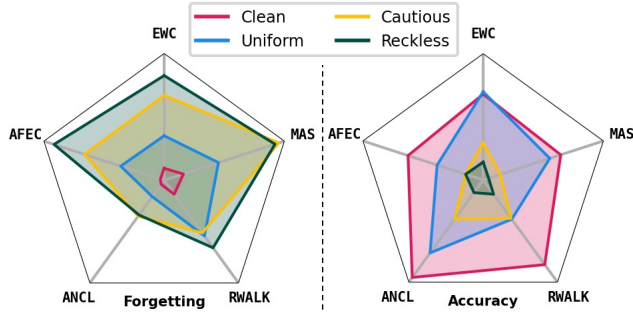 Clean
Cautious
Uniform
Reckless
EWC
EWC
AFEC
MAS
AFEC
MAS
ANCL
Forgetting
RWALK
ANCL
Accuracy
RWALK